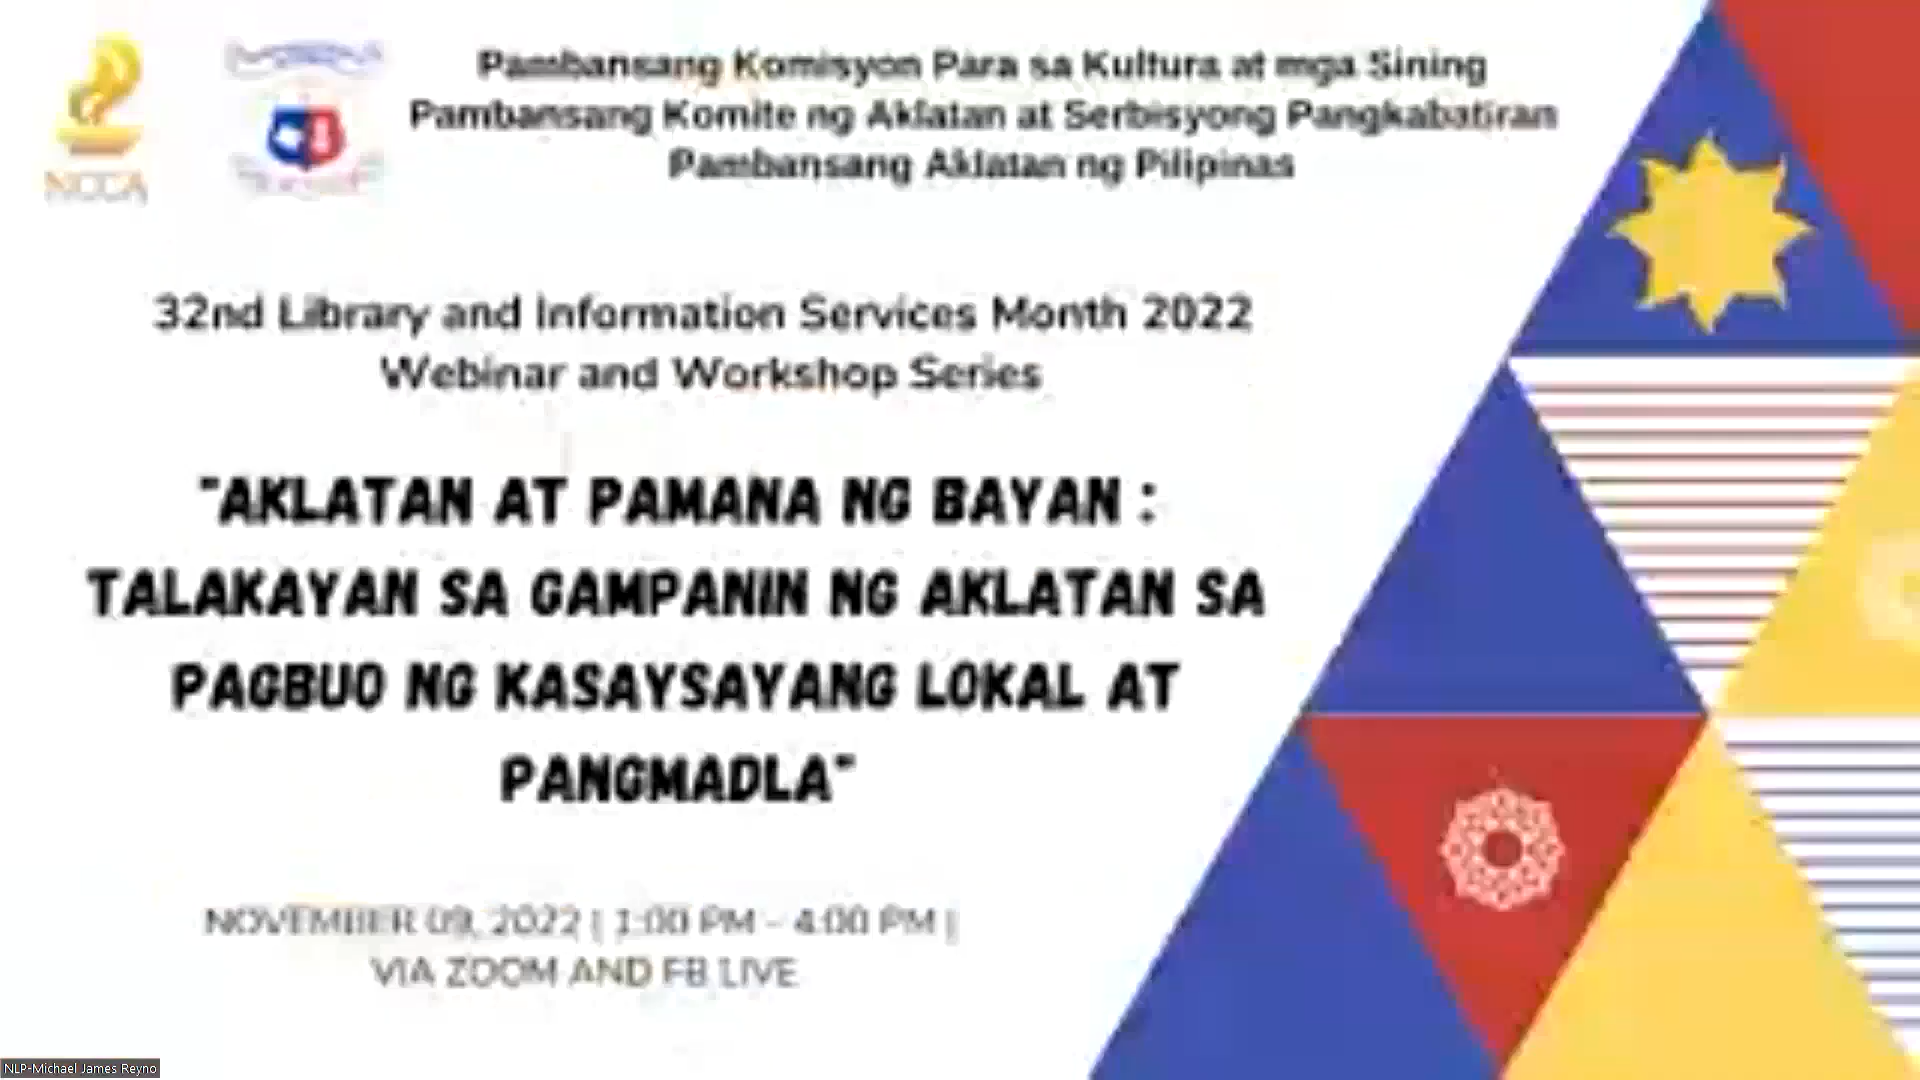 NCCA
Pambansang Komisyon Para sa Kultura at mga Sining
Pambansang Komite ng Aklatan at Serbisyong Pangkabatiran
Pambansang Aklatan ng Pilipinas
32nd Library and Information Services Month 2022
Webinar and Workshop Series
"AKLATAN AT PAMANA NG BAYAN :
TALAKAYAN SA GAMPANIN NG AKLATAN SA
PAGBUO NG KASAYSAYANG LOKAL AT
PANGMADLA"
NOVEMBER 09, 2022 | 1:00 PM - 4:00 PM |
VIA ZOOM AND FB LIVE
NLP-Michael James Reyno